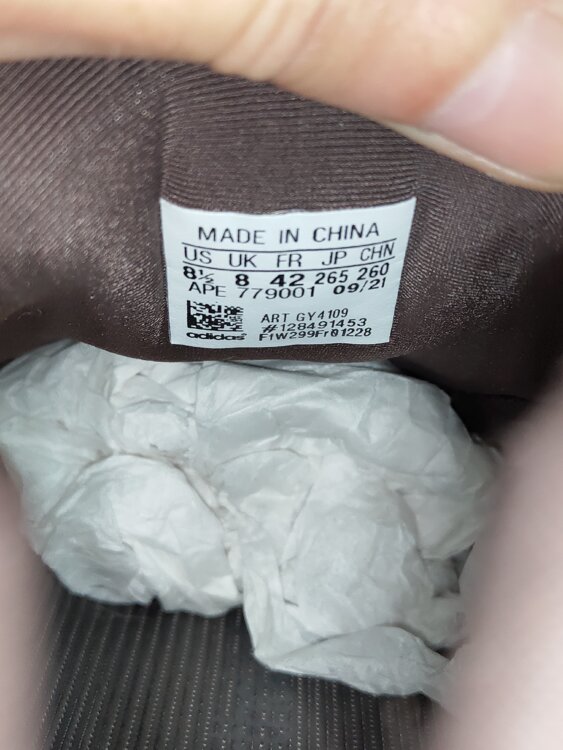 MADE IN CHINA
US UK FR JP CHN
8½ 8 42 265 260
APE 779001 09/21
ART GY4109
#128491453
adidas F1W299Fr01228